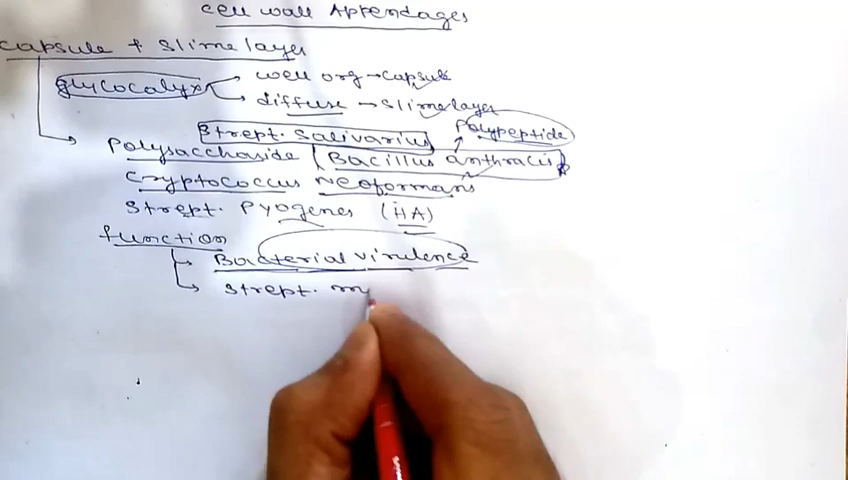 Cell wall Appendages
Capsule + Slime layer
glycocalyx → well org → capsule
→ diffuse → Slime layer
Strept. Salivarius Polypeptide
Polysaccharide (Bacillus anthracis)
Cryptococcus Neoformans
Strept. Pyogenes (HA)
function
→ Bacterial virulence
→ Strept. my